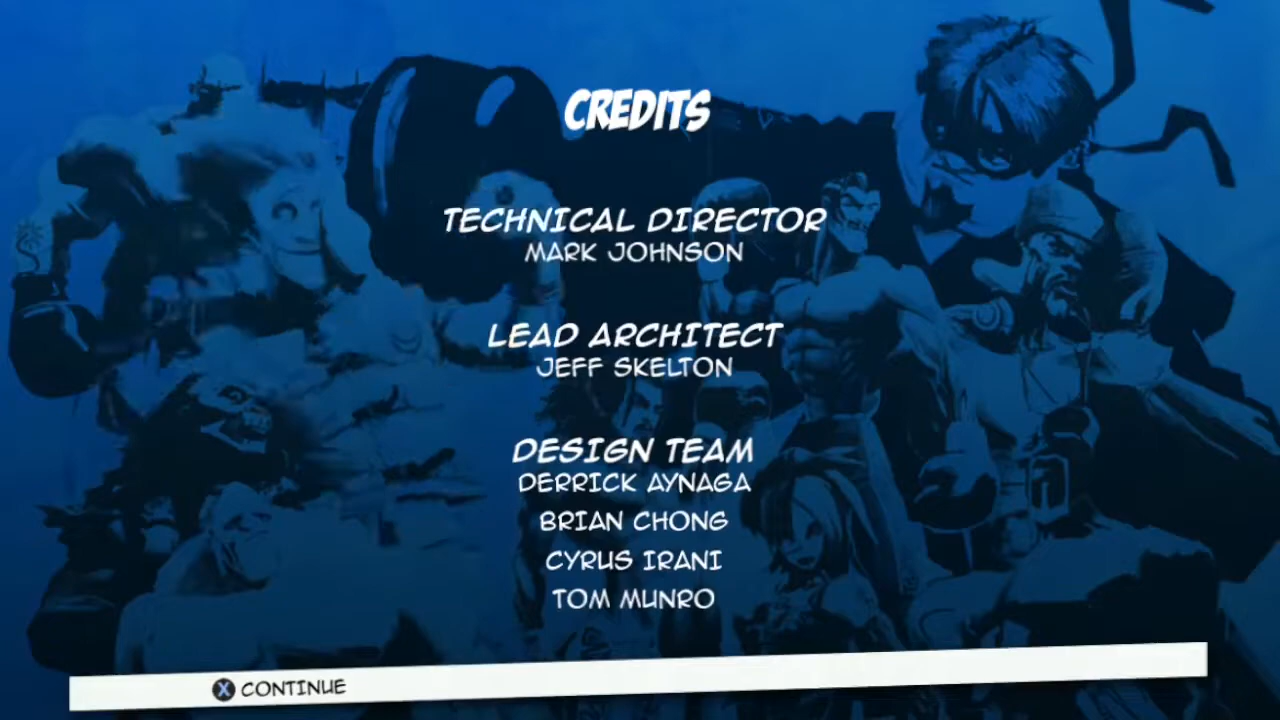 CREDITS
TECHNICAL DIRECTOR
MARK JOHNSON
LEAD ARCHITECT
JEFF SKELTON
DESIGN TEAM
DERRICK AYNAGA
BRIAN CHONG
CYRUS IRANI
TOM MUNRO
X CONTINUE